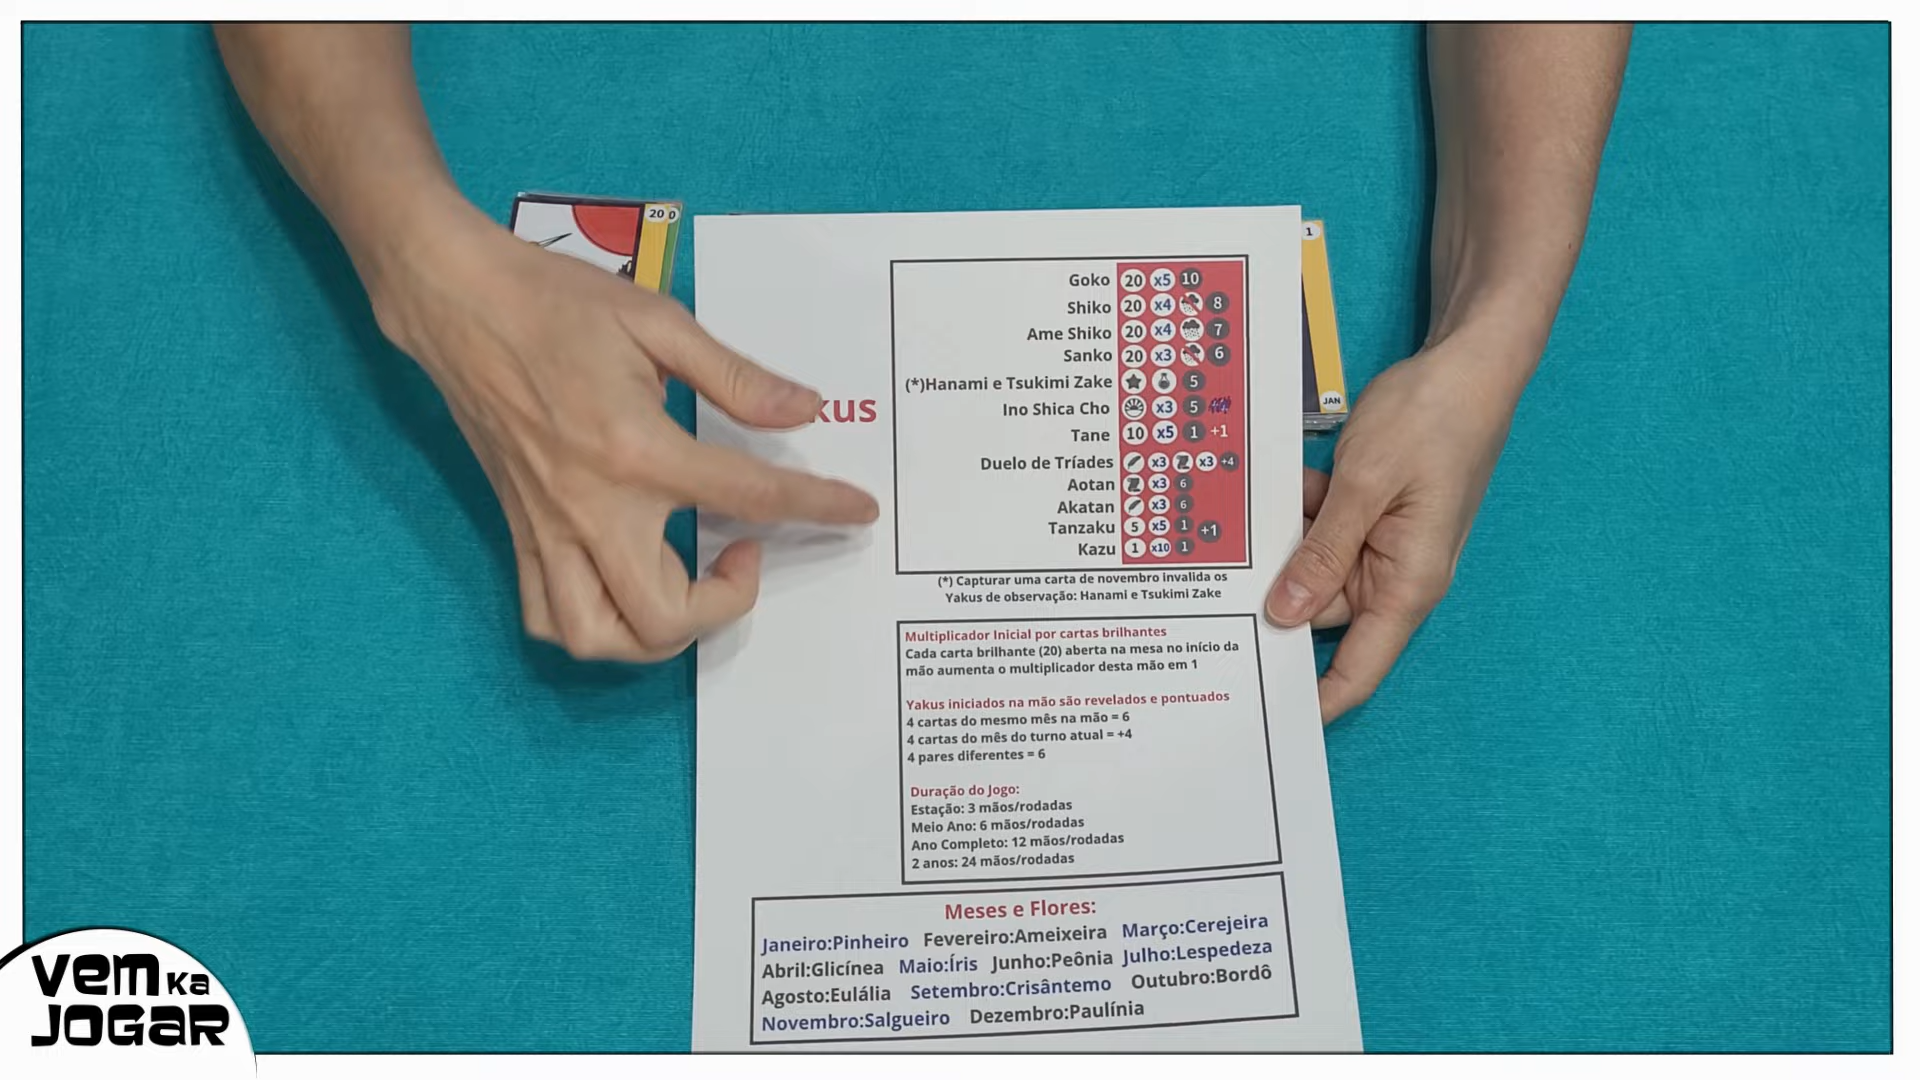 20 0
1
JAN
Goko 20 x5 10
Shiko 20 x4 8
Ame Shiko 20 x4 7
Sanko 20 x3 6
(*)Hanami e Tsukimi Zake 5
Ino Shica Cho x3 5
kus
Tane 10 x5 1 +1
Duelo de Tríades x3 x3 +4
Aotan x3 6
Akatan x3 6
Tanzaku 5 x5 1 +1
Kazu 1 x10 1
(*) Capturar uma carta de novembro invalida os
Yakus de observação: Hanami e Tsukimi Zake
Multiplicador Inicial por cartas brilhantes
Cada carta brilhante (20) aberta na mesa no início da
mão aumenta o multiplicador desta mão em 1
Yakus iniciados na mão são revelados e pontuados
4 cartas do mesmo mês na mão = 6
4 cartas do mês do turno atual = +4
4 pares diferentes = 6
Duração do Jogo:
Estação: 3 mãos/rodadas
Meio Ano: 6 mãos/rodadas
Ano Completo: 12 mãos/rodadas
2 anos: 24 mãos/rodadas
Meses e Flores:
Janeiro:Pinheiro Fevereiro:Ameixeira Março:Cerejeira
Abril:Glicínea Maio:Íris Junho:Peônia Julho:Lespedeza
Agosto:Eulália Setembro:Crisântemo Outubro:Bordô
Novembro:Salgueiro Dezembro:Paulínia
Vem Ka
JOGAR